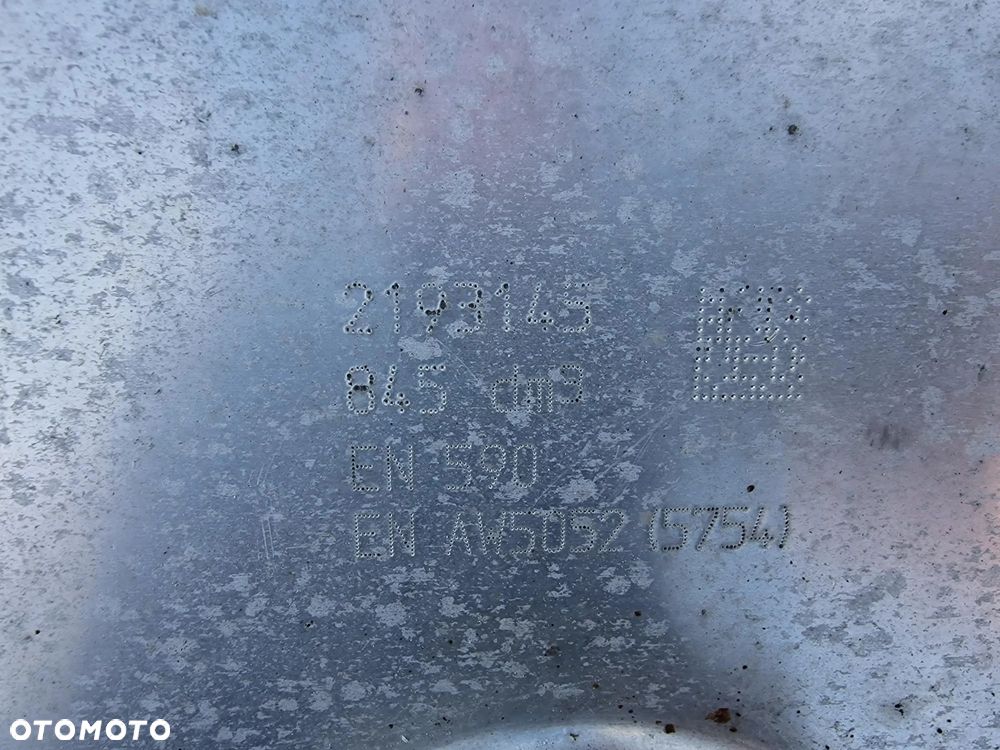 2193145
845 dm3
EN 590
EN AW5052 (5754)
OTOMOTO